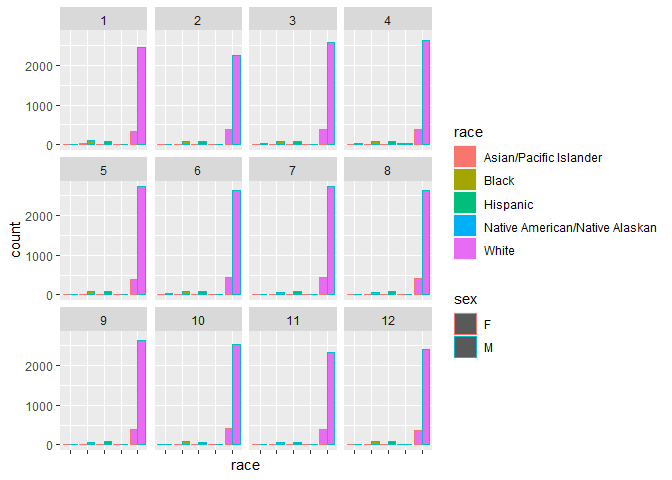 1 2 3 4
2000
1000
0
5 6 7 8
2000
1000
0
9 10 11 12
2000
1000
0
count
race
race
Asian/Pacific Islander
Black
Hispanic
Native American/Native Alaskan
White
sex
F
M